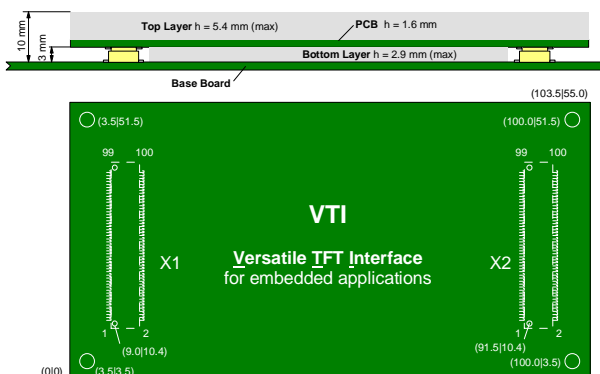 10 mm
3 mm
Top Layer h = 5.4 mm (max)
PCB h = 1.6 mm
Bottom Layer h = 2.9 mm (max)
Base Board
(103.5|55.0)
(3.5|51.5)
(100.0|51.5)
99 100
99 100
VTI
X1
Versatile TFT Interface
X2
for embedded applications
1 2
1 2
(9.0|10.4)
(91.5|10.4)
(0|0)
(3.5|3.5)
(100.0|3.5)